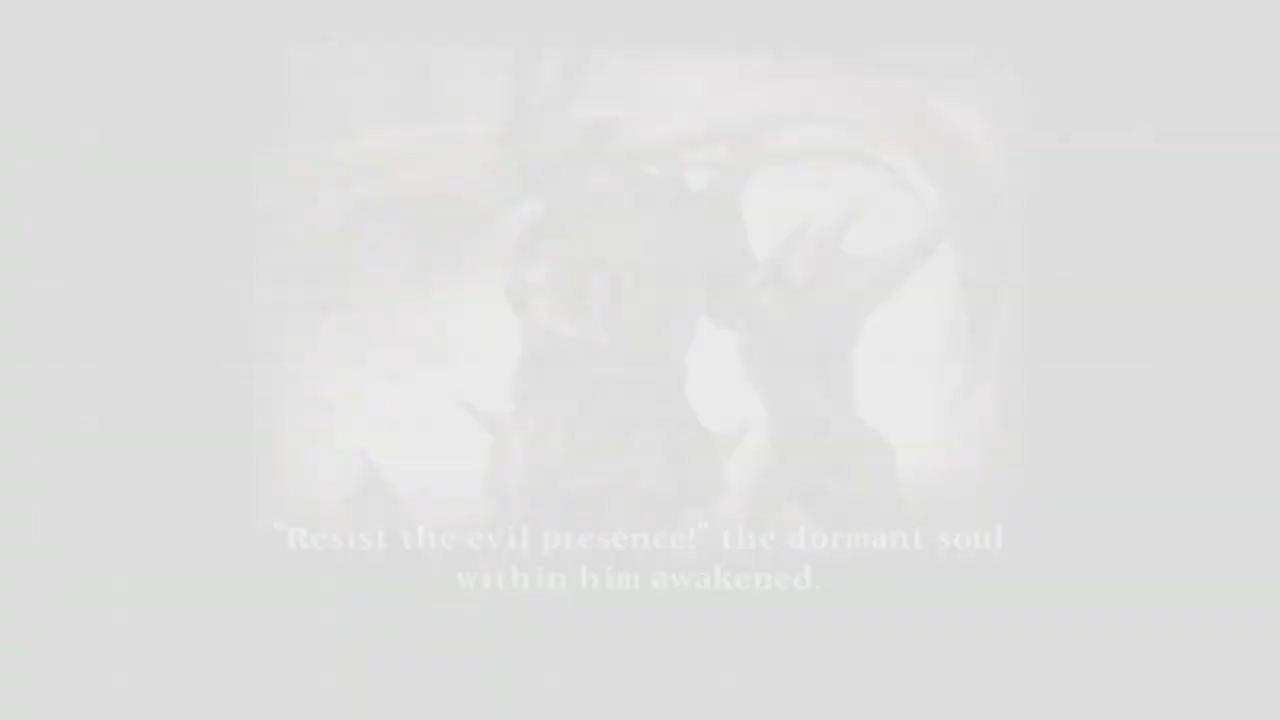 "Resist the evil presence!" the dormant soul
within him awakened.